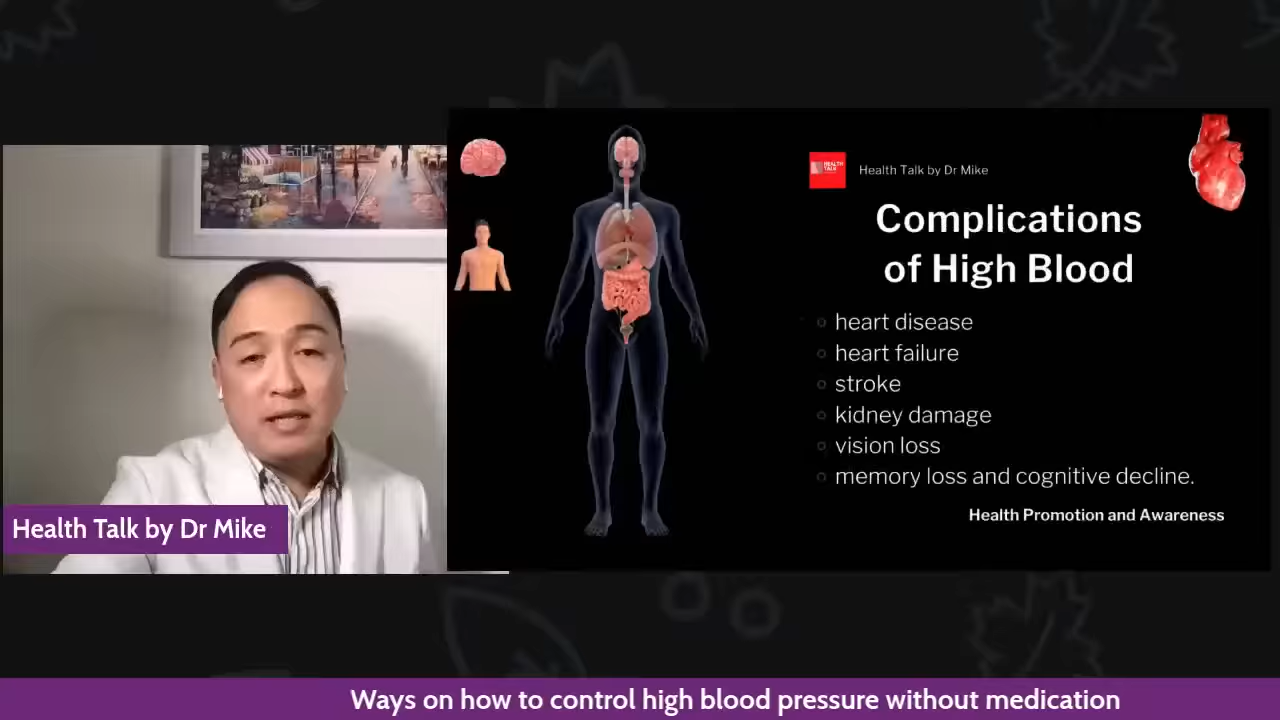 HEALTH
TALK
Health Talk by Dr Mike
Complications
of High Blood
heart disease
heart failure
stroke
kidney damage
vision loss
memory loss and cognitive decline.
Health Promotion and Awareness
Health Talk by Dr Mike
Ways on how to control high blood pressure without medication